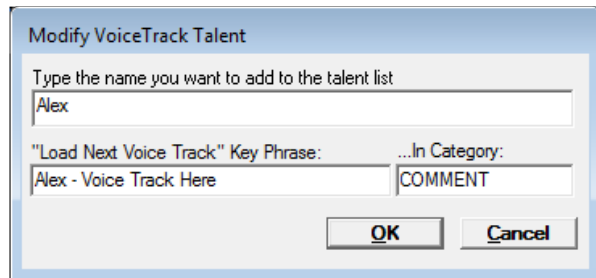 Modify VoiceTrack Talent
Type the name you want to add to the talent list
Alex
"Load Next Voice Track" Key Phrase: ...In Category:
Alex - Voice Track Here COMMENT
OK Cancel